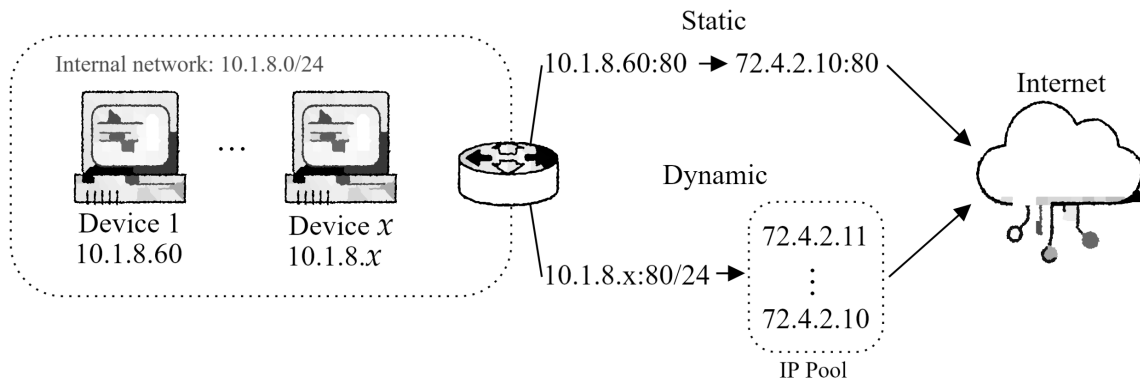 Static
Internal network: 10.1.8.0/24
10.1.8.60:80
72.4.2.10:80
Internet
...
Device 1
10.1.8.60
Device x
10.1.8.x
Dynamic
10.1.8.x:80/24
72.4.2.11
⋮
72.4.2.10
IP Pool